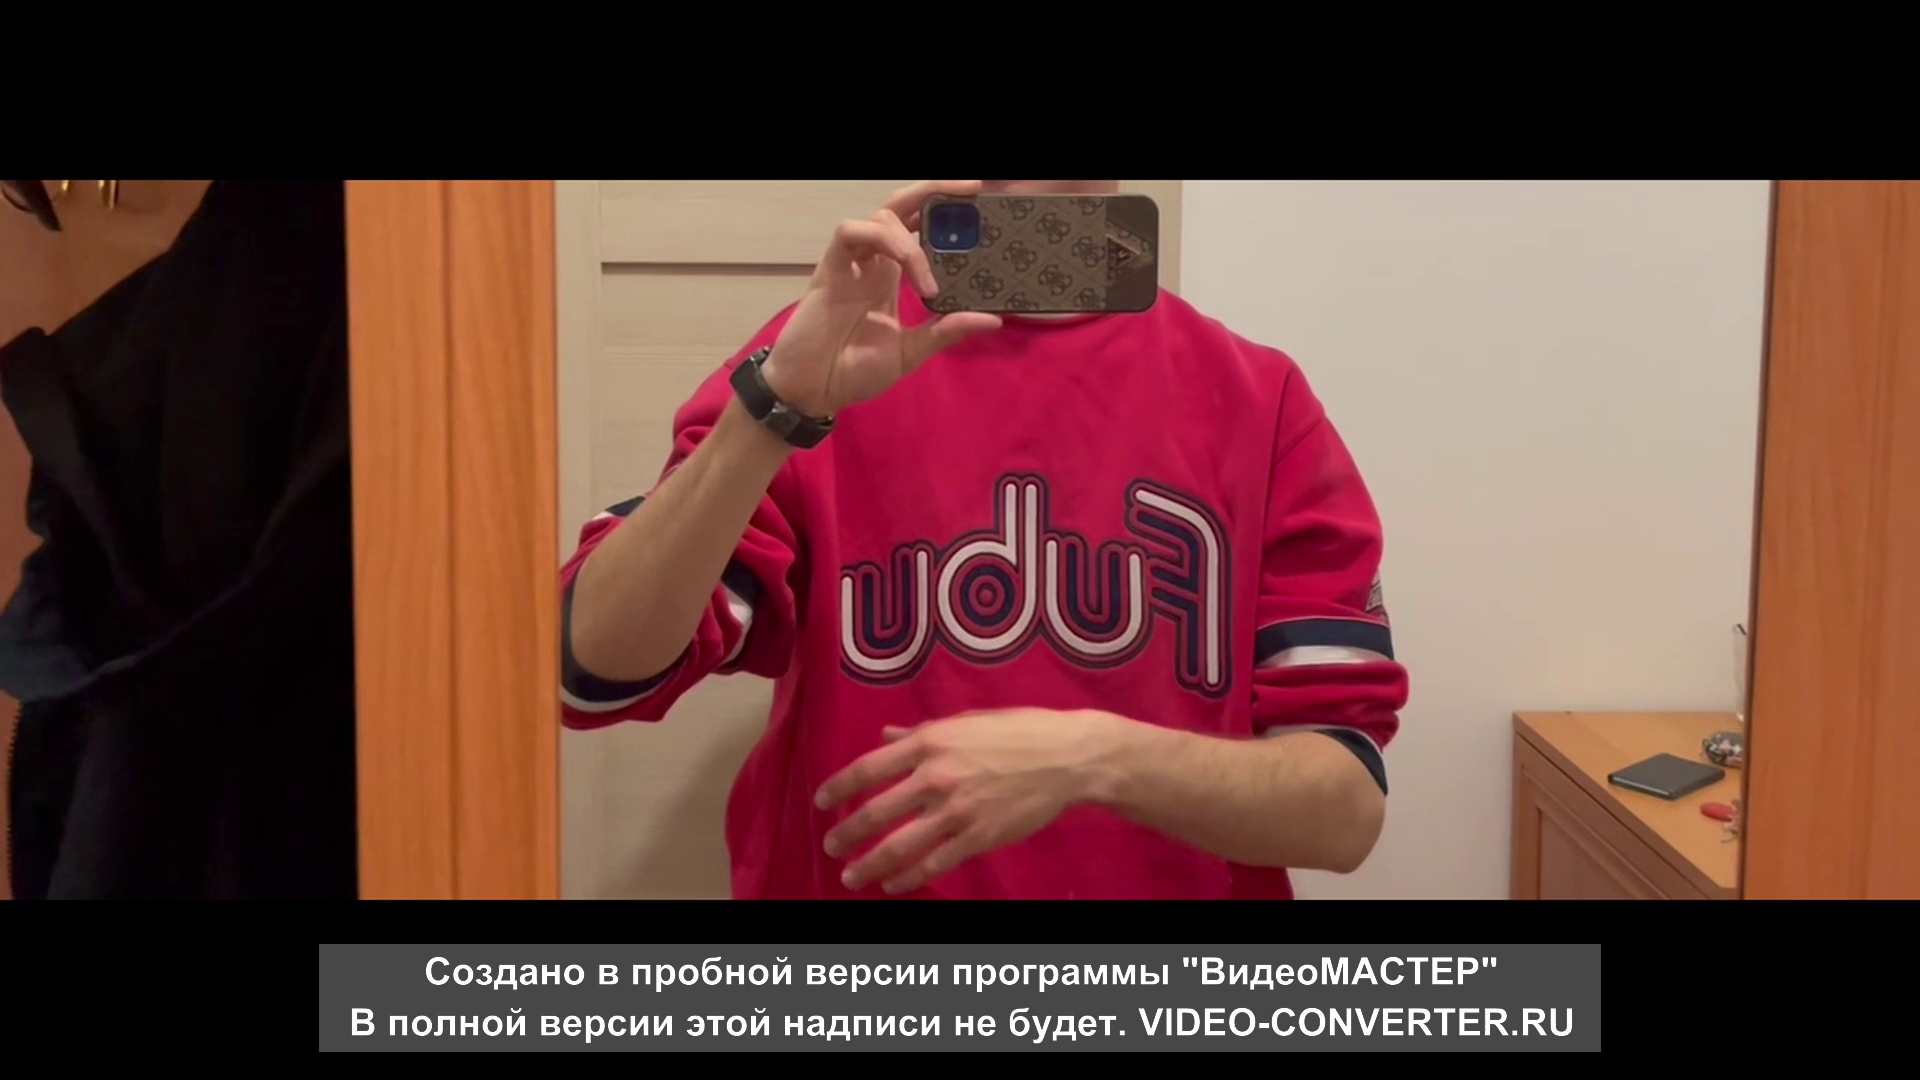 Fubu
Создано в пробной версии программы "ВидеоМАСТЕР"
В полной версии этой надписи не будет. VIDEO-CONVERTER.RU